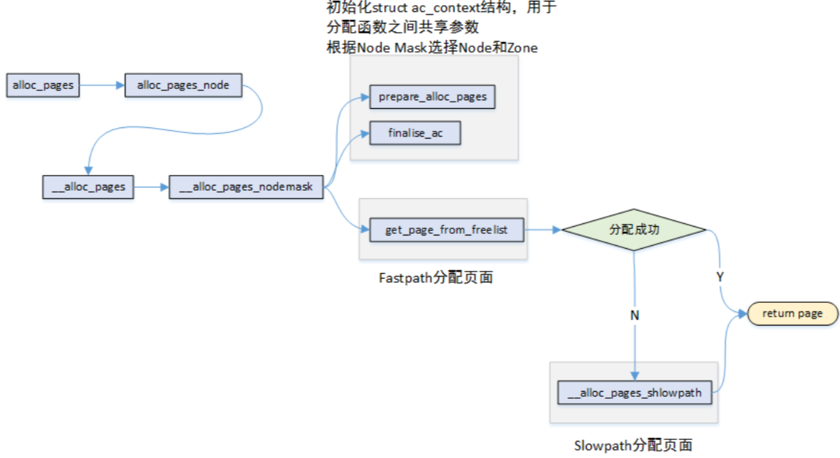 初始化struct ac_context结构，用于
分配函数之间共享参数
根据Node Mask选择Node和Zone
alloc_pages
alloc_pages_node
prepare_alloc_pages
finalise_ac
__alloc_pages
__alloc_pages_nodemask
get_page_from_freelist
分配成功
Fastpath分配页面
Y
N
return page
__alloc_pages_shlowpath
Slowpath分配页面